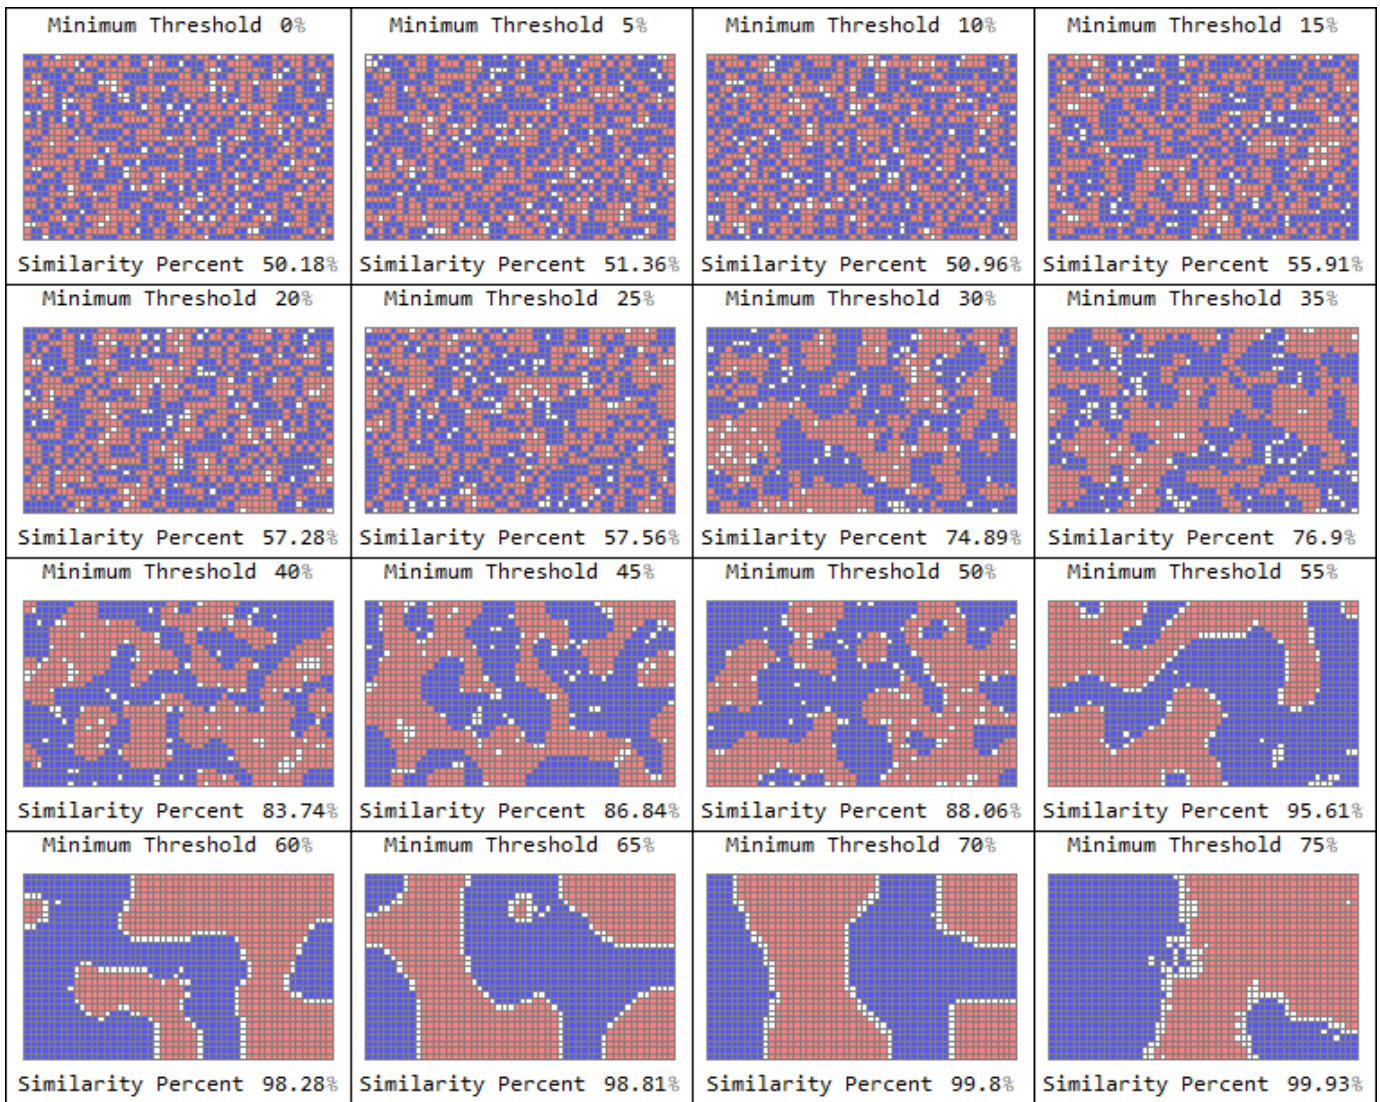 Minimum Threshold 0%
Minimum Threshold 5%
Minimum Threshold 10%
Minimum Threshold 15%
Similarity Percent 50.18%
Similarity Percent 51.36%
Similarity Percent 50.96%
Similarity Percent 55.91%
Minimum Threshold 20%
Minimum Threshold 25%
Minimum Threshold 30%
Minimum Threshold 35%
Similarity Percent 57.28%
Similarity Percent 57.56%
Similarity Percent 74.89%
Similarity Percent 76.9%
Minimum Threshold 40%
Minimum Threshold 45%
Minimum Threshold 50%
Minimum Threshold 55%
Similarity Percent 83.74%
Similarity Percent 86.84%
Similarity Percent 88.06%
Similarity Percent 95.61%
Minimum Threshold 60%
Minimum Threshold 65%
Minimum Threshold 70%
Minimum Threshold 75%
Similarity Percent 98.28%
Similarity Percent 98.81%
Similarity Percent 99.8%
Similarity Percent 99.93%